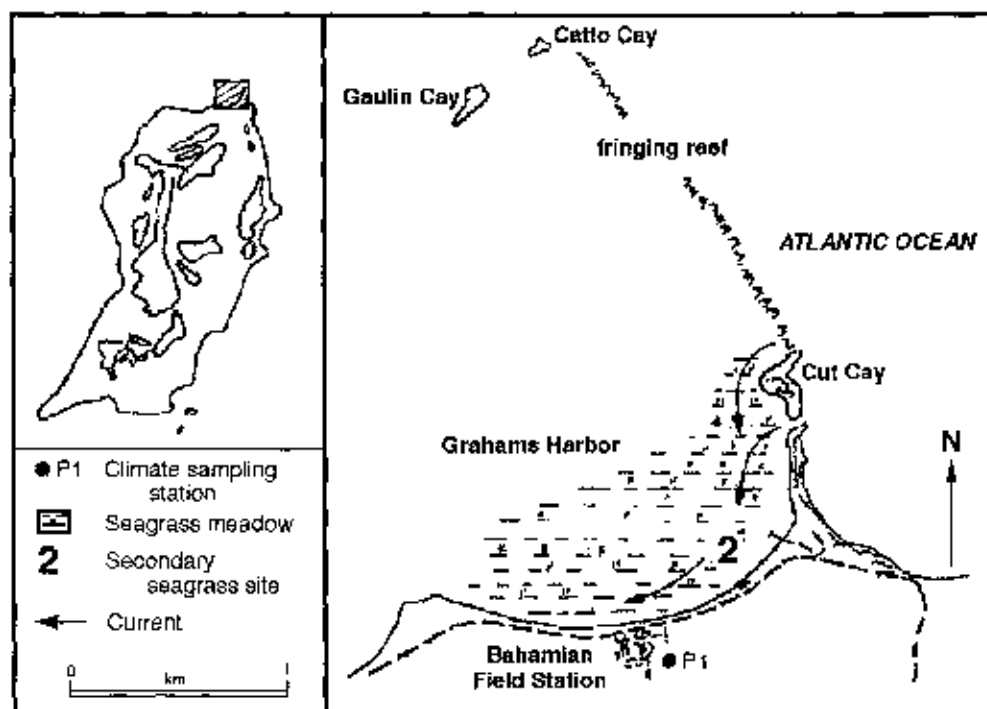 Catto Cay
Gaulin Cay
fringing reef
ATLANTIC OCEAN
Cut Cay
Grahams Harbor
N
2
Bahamian
Field Station
P1
P1 Climate sampling
station
Seagrass meadow
2 Secondary
seagrass site
Current
0 1
km